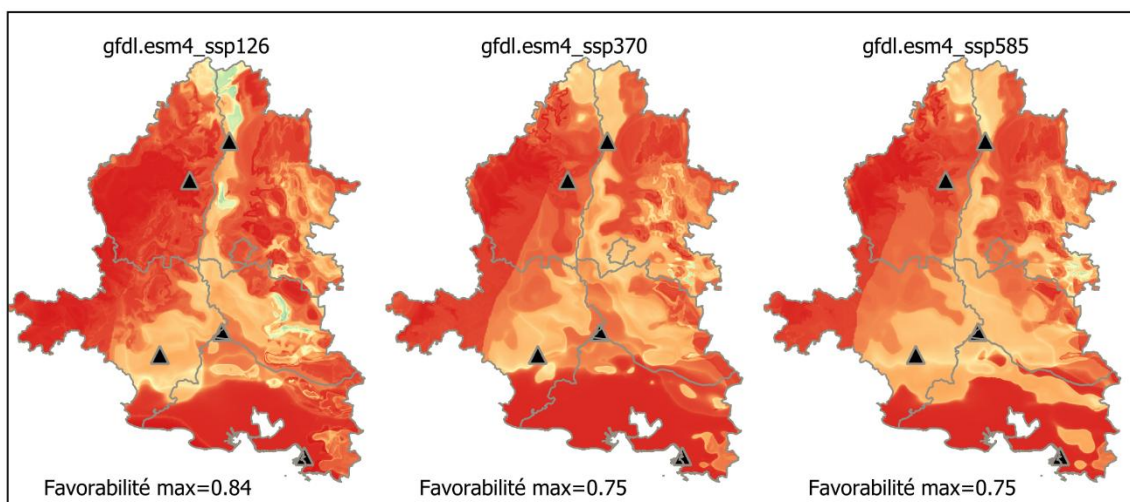 gfdl.esm4_ssp126
gfdl.esm4_ssp370
gfdl.esm4_ssp585
Favorabilité max=0.84
Favorabilité max=0.75
Favorabilité max=0.75